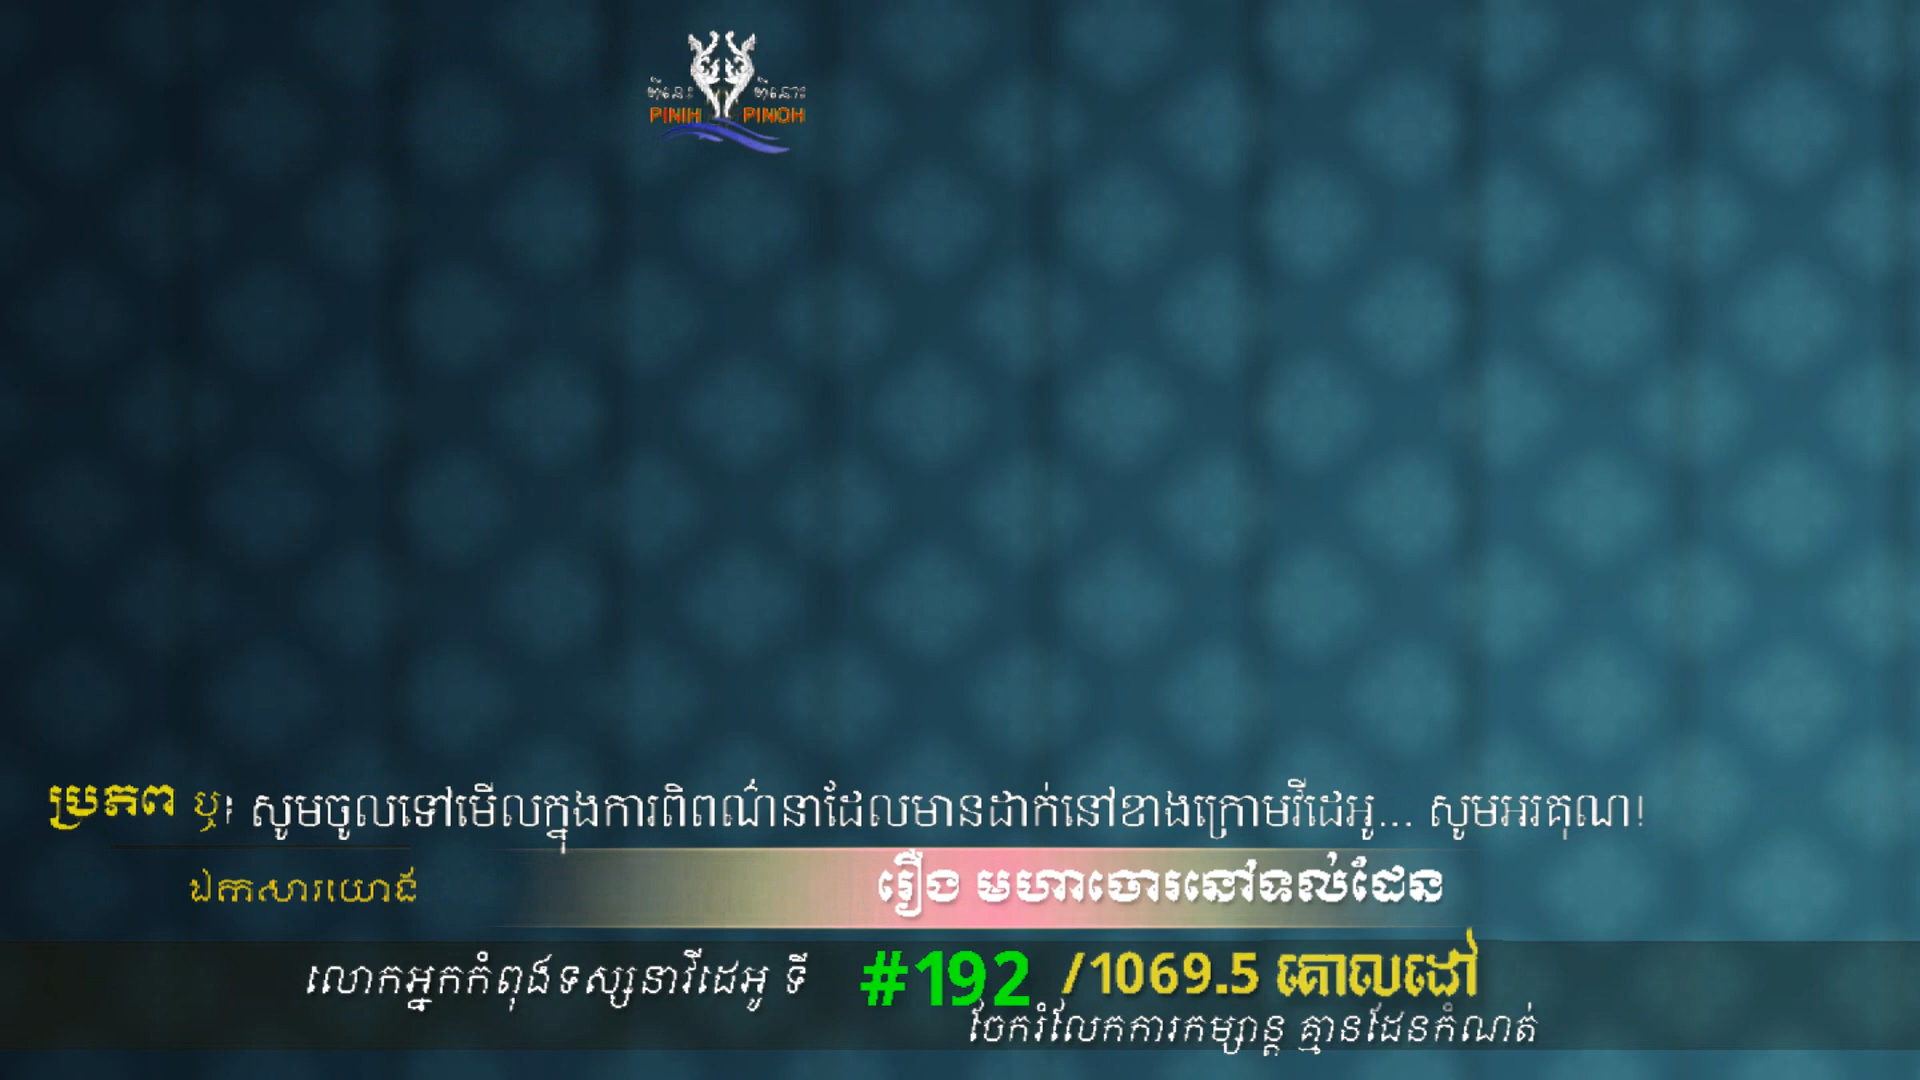 ពីនេះ ពីនោះ
PINIH PINOH
ប្រភព ឬ៖ សូមចូលទៅមើលក្នុងការពិពណ៌នាដែលមានដាក់នៅខាងក្រោមវីដេអូ... សូមអរគុណ!
ឯកសារយោង
រឿង មហាចោរនៅទល់ដែន
លោកអ្នកកំពុងទស្សនាវីដេអូ ទី #192 /1069.5 គោលដៅ
ចែករំលែកការកម្សាន្ត គ្មានដែនកំណត់